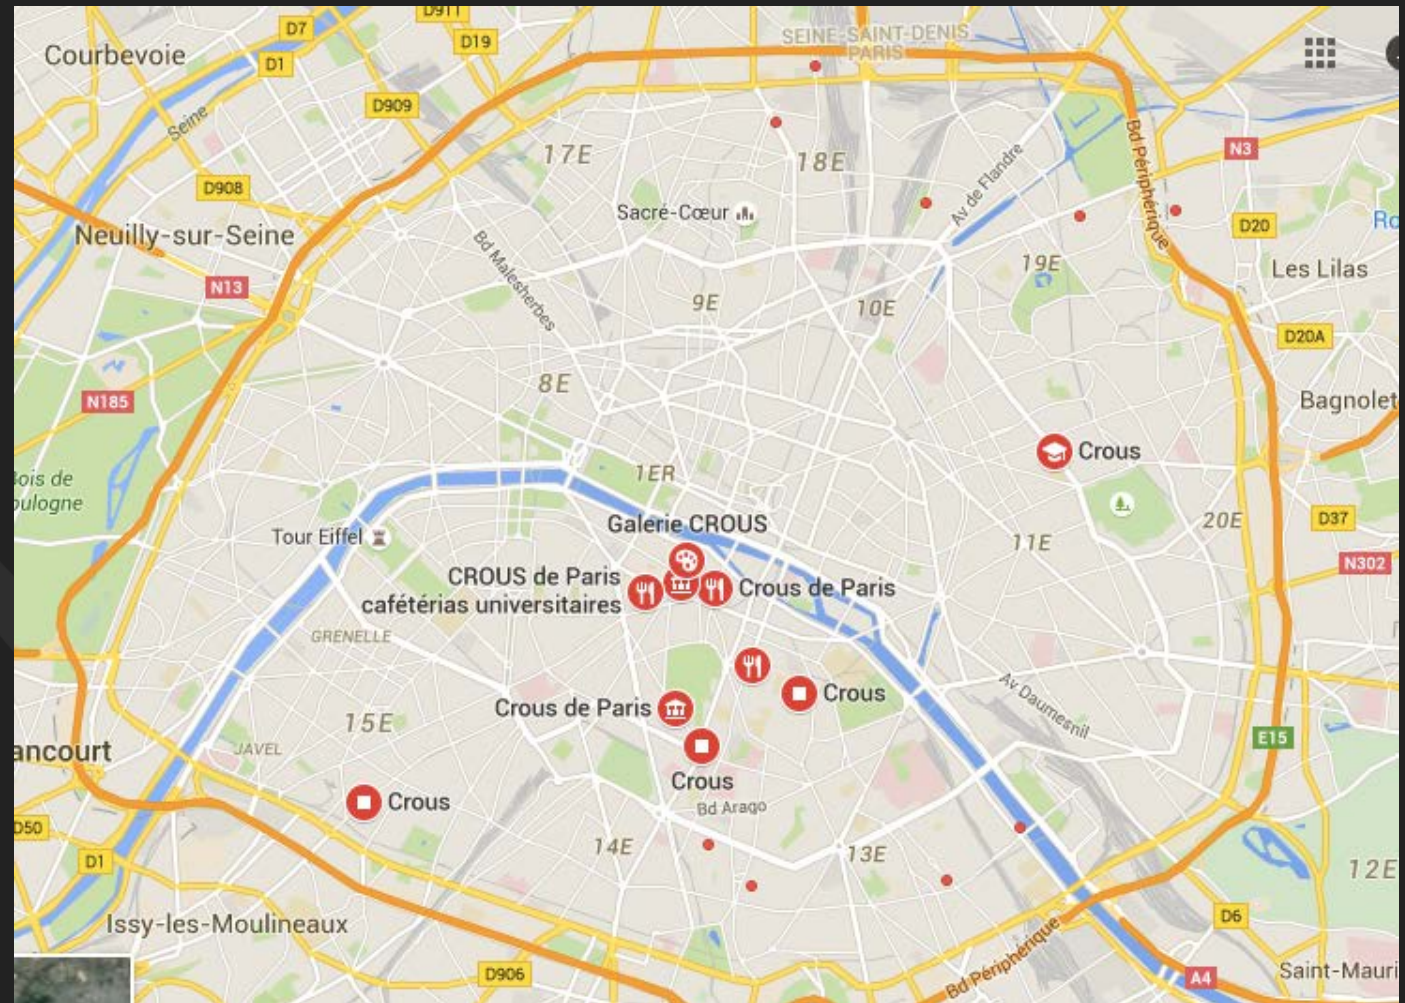 D911
D7
D19
SEINE-SAINT-DENIS
PARIS
Courbevoie
D1
D909
Seine
17E
18E
Bd Périphérique
N3
Av de Flandre
D908
Sacré-Cœur
D20
Neuilly-sur-Seine
Bd Malesherbes
19E
Les Lilas
N13
9E
10E
D20A
8E
N185
Bagnolet
Crous
1ER
Bois de
oulogne
Galerie CROUS
20E
D37
Tour Eiffel
11E
N302
CROUS de Paris
cafétérias universitaires
Crous de Paris
GRENELLE
Crous
Av Daumesnil
Crous de Paris
15E
E15
JAVEL
ancourt
Crous
Crous
Bd Arago
D50
14E
13E
D1
12E
Issy-les-Moulineaux
D6
Bd Périphérique
D906
A4
Saint-Mauri